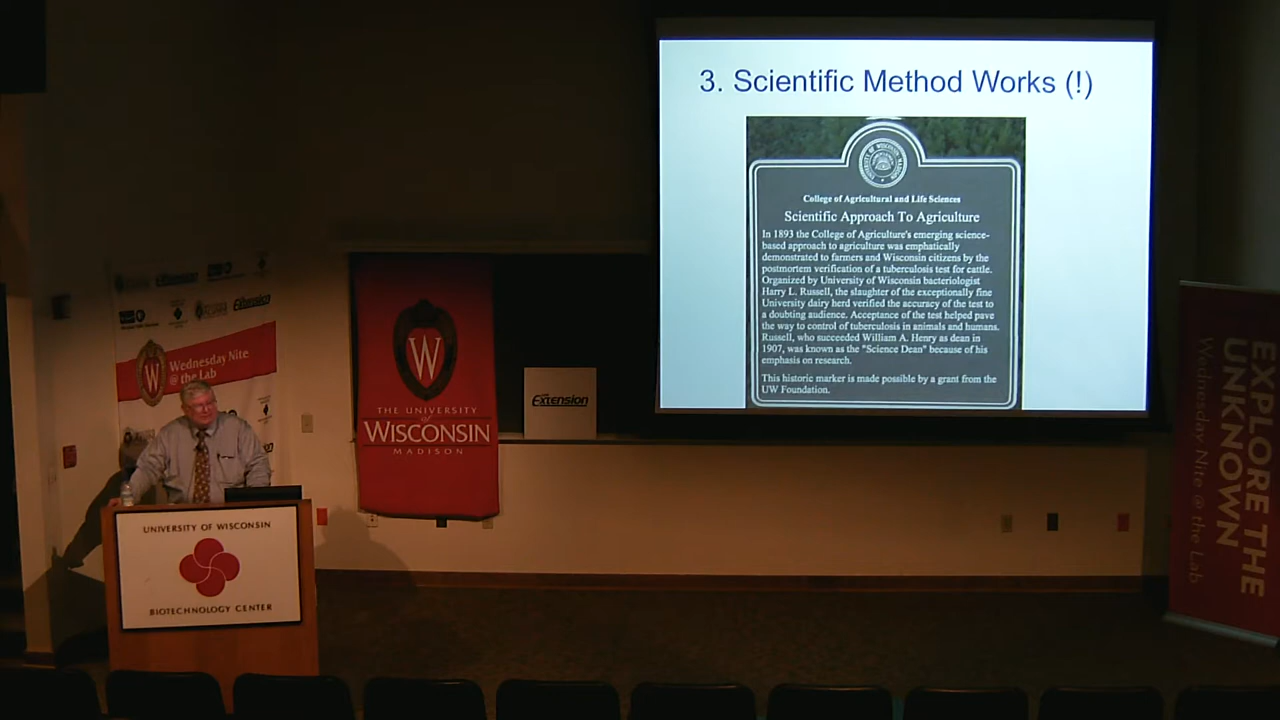 3. Scientific Method Works (!)
UNIVERSITY OF WISCONSIN MADISON
College of Agricultural and Life Sciences
Scientific Approach To Agriculture
In 1893 the College of Agriculture's emerging science-
based approach to agriculture was emphatically
demonstrated to farmers and Wisconsin citizens by the
postmortem verification of a tuberculosis test for cattle.
Organized by University of Wisconsin bacteriologist
Harry L. Russell, the slaughter of the exceptionally fine
University dairy herd verified the accuracy of the test to
a doubting audience. Acceptance of the test helped pave
the way to control of tuberculosis in animals and humans.
Russell, who succeeded William A. Henry as dean in
1907, was known as the "Science Dean" because of his
emphasis on research.
This historic marker is made possible by a grant from the
UW Foundation.
Extension
Extension
Wednesday Nite
@ the Lab
W
W
THE UNIVERSITY
of
WISCONSIN
MADISON
Extension
UNIVERSITY OF WISCONSIN
BIOTECHNOLOGY CENTER
EXPLORE THE
UNKNOWN
Wednesday Nite @ the Lab